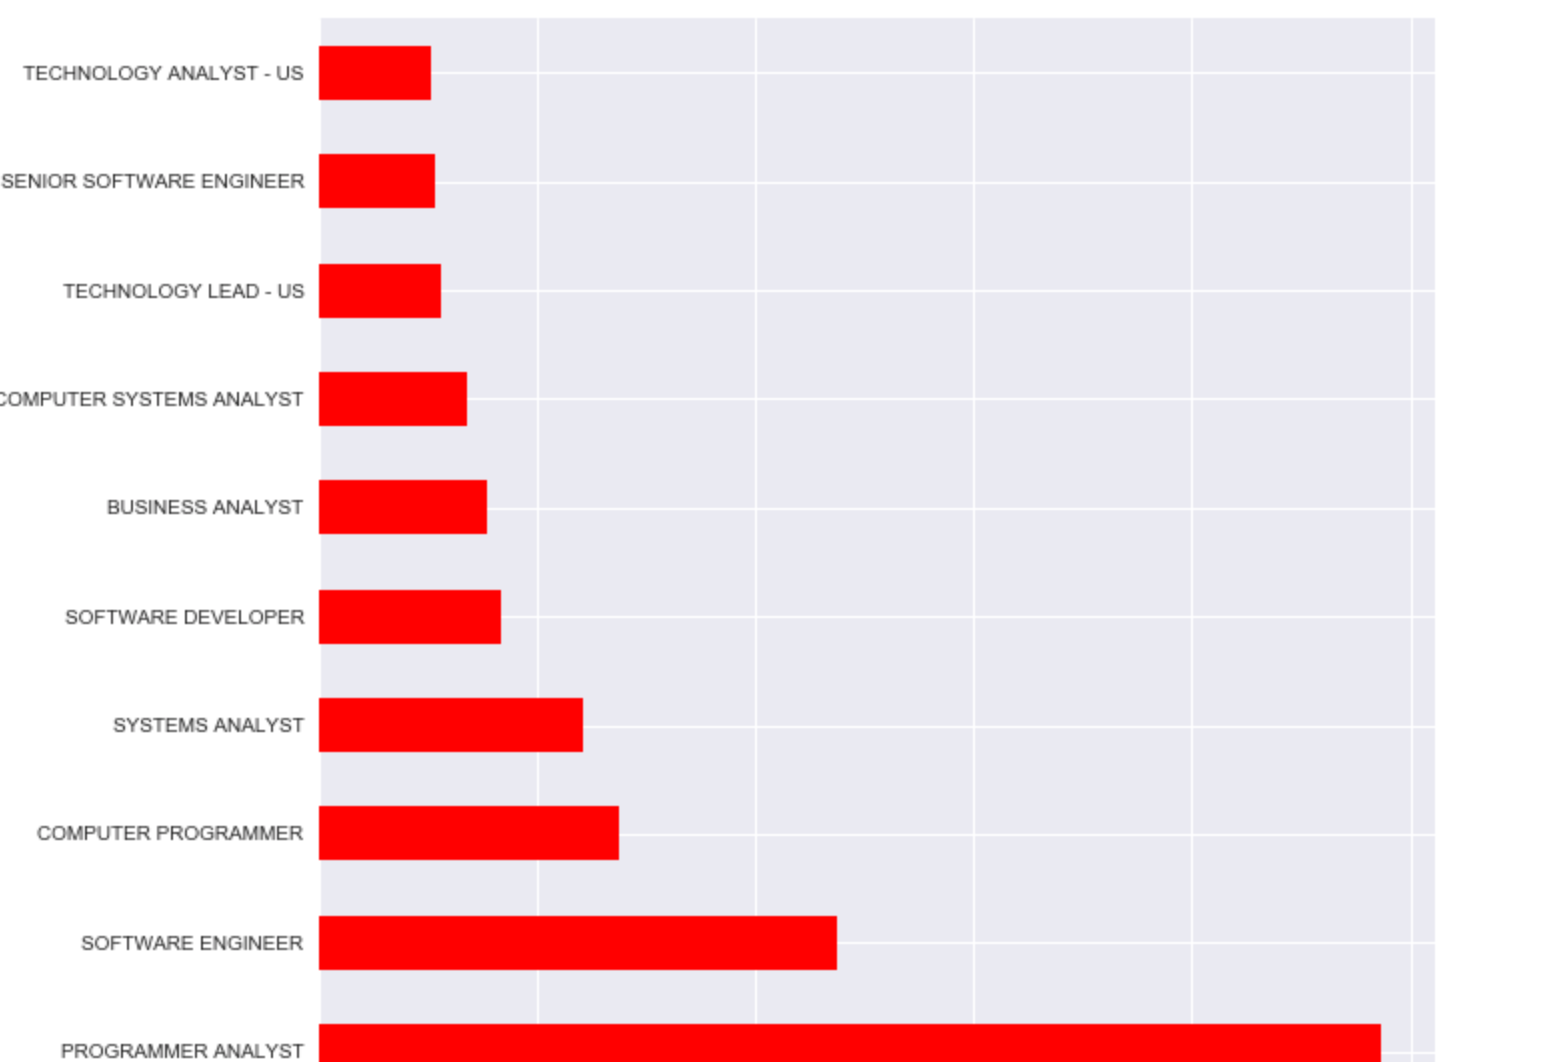 TECHNOLOGY ANALYST - US
SENIOR SOFTWARE ENGINEER
TECHNOLOGY LEAD - US
COMPUTER SYSTEMS ANALYST
BUSINESS ANALYST
SOFTWARE DEVELOPER
SYSTEMS ANALYST
COMPUTER PROGRAMMER
SOFTWARE ENGINEER
PROGRAMMER ANALYST